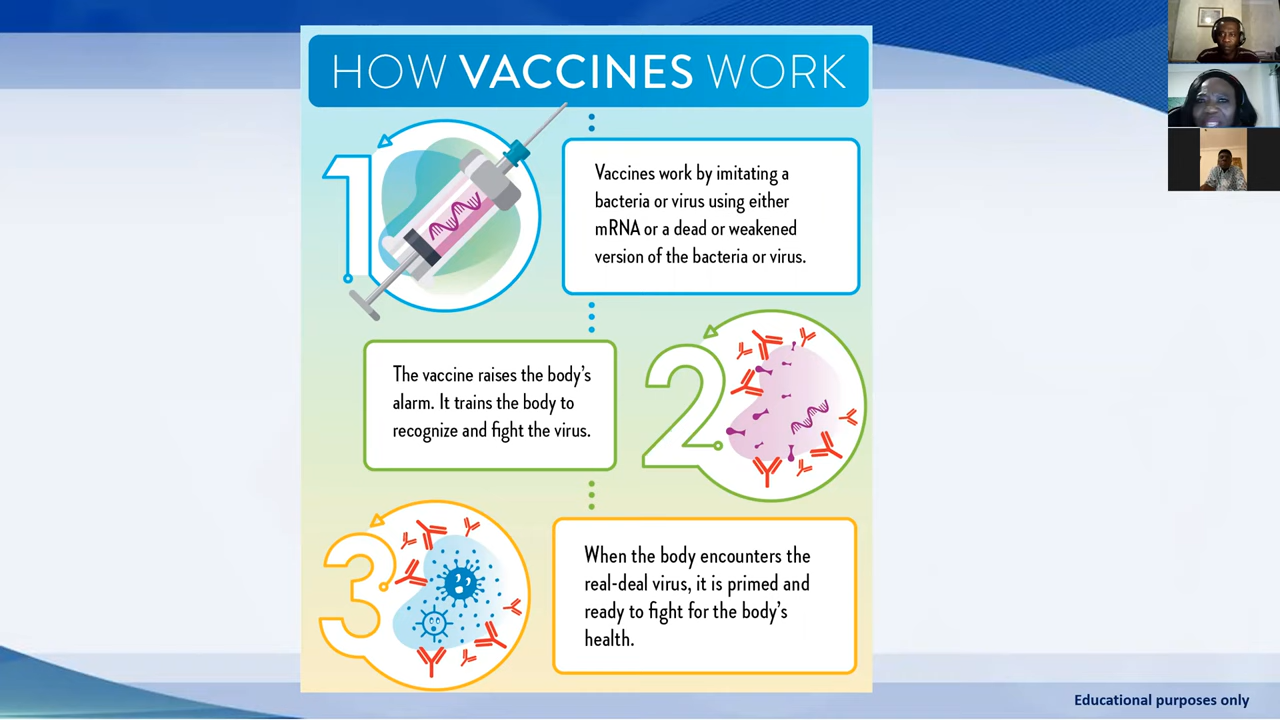 HOW VACCINES WORK
1
Vaccines work by imitating a
bacteria or virus using either
mRNA or a dead or weakened
version of the bacteria or virus.
2
The vaccine raises the body's
alarm. It trains the body to
recognize and fight the virus.
3
When the body encounters the
real-deal virus, it is primed and
ready to fight for the body's
health.
Educational purposes only